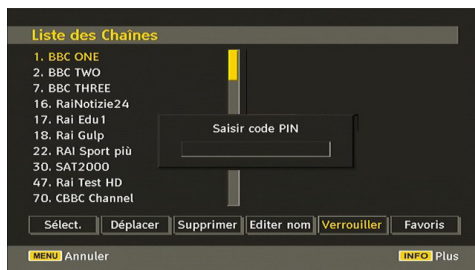 Liste des Chaînes
1. BBC ONE
2. BBC TWO
7. BBC THREE
16. RaiNotizie24
17. Rai Edu1
18. Rai Gulp
22. RAI Sport più
30. SAT2000
47. Rai Test HD
70. CBBC Channel
Saisir code PIN
Sélect. Déplacer Supprimer Editer nom Verrouiller Favoris
MENU Annuler INFO Plus